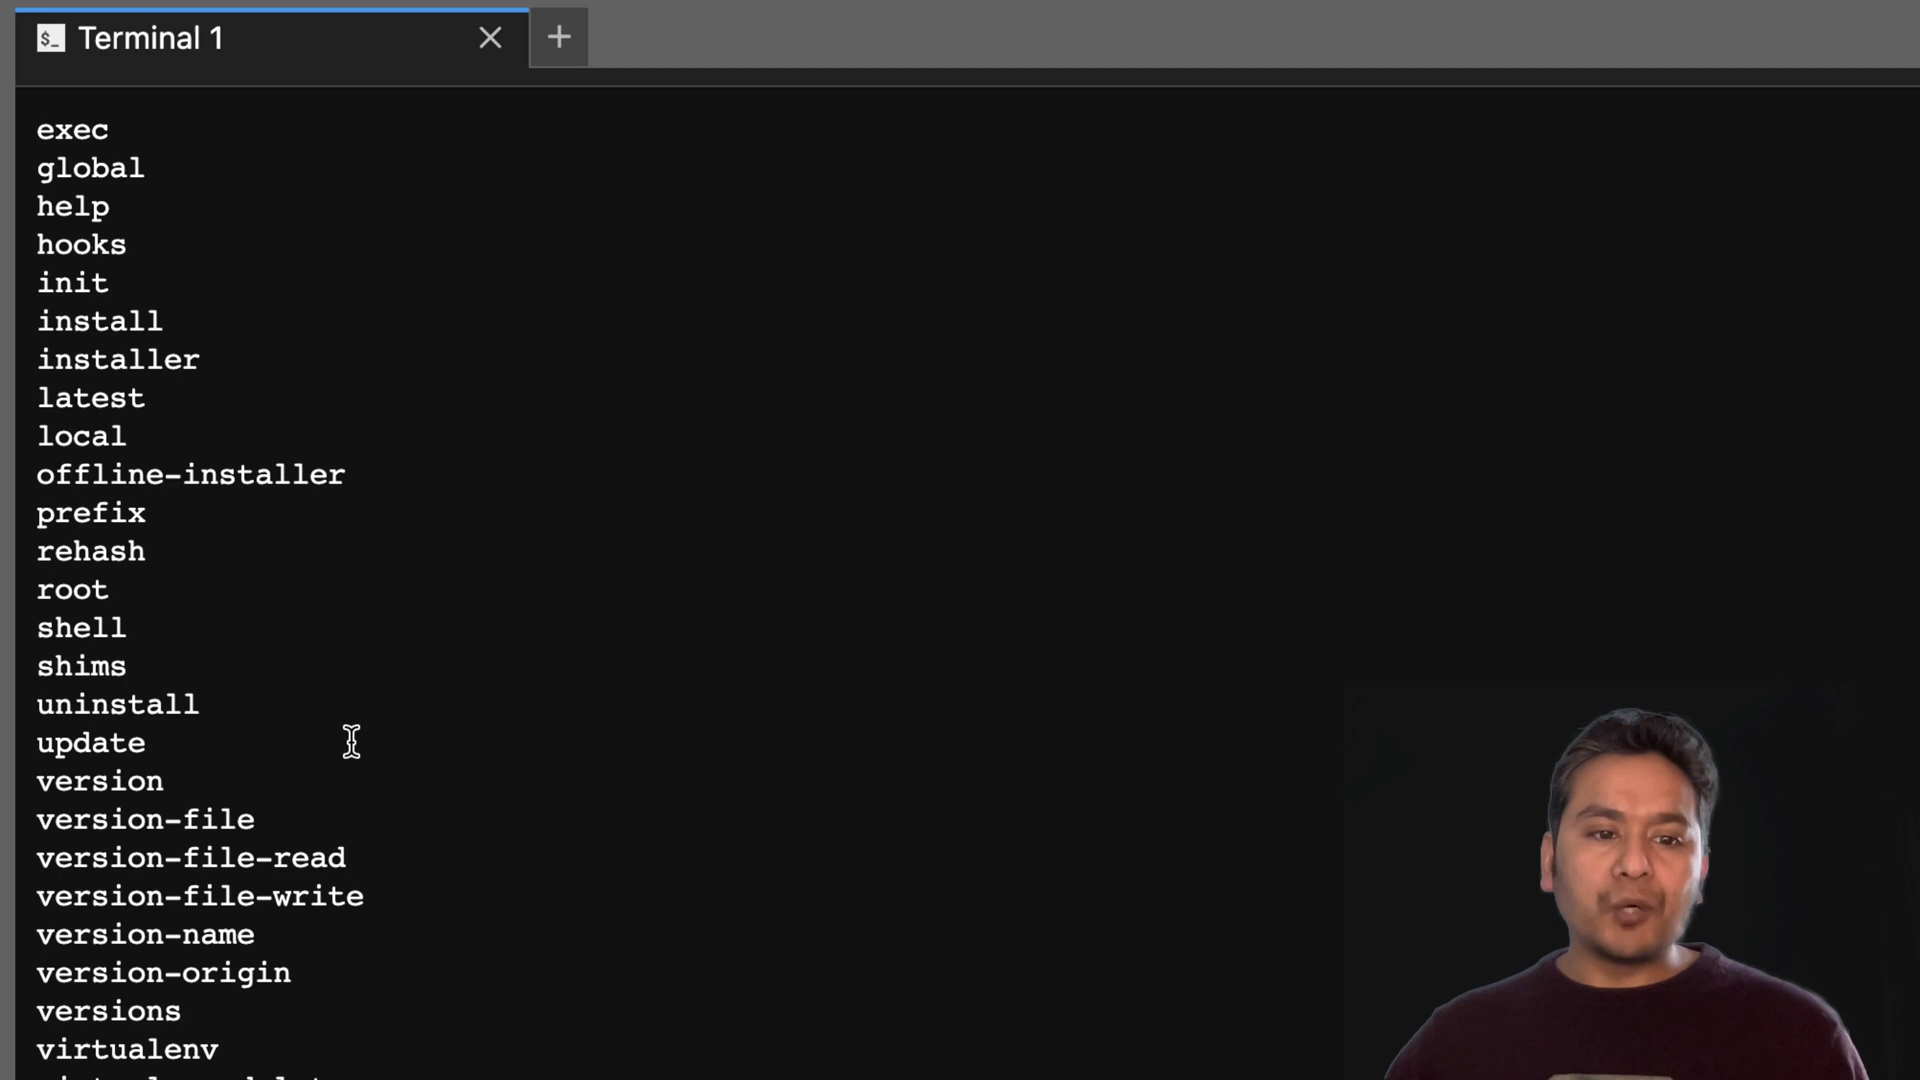 $_ Terminal 1
exec
global
help
hooks
init
install
installer
latest
local
offline-installer
prefix
rehash
root
shell
shims
uninstall
update
version
version-file
version-file-read
version-file-write
version-name
version-origin
versions
virtualenv